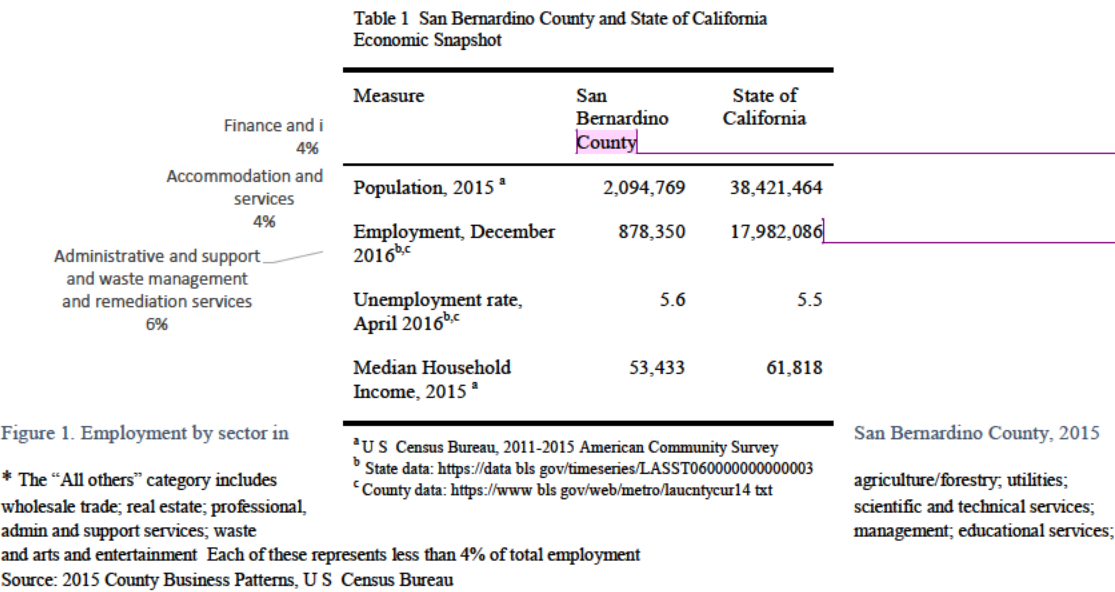 Table 1 San Bernardino County and State of California
Economic Snapshot
Measure
San
Bernardino
County
State of
California
Finance and i
4%
Accommodation and
services
4%
Administrative and support
and waste management
and remediation services
6%
Population, 2015 a
2,094,769
38,421,464
Employment, December
2016b,c
878,350
17,982,086
Unemployment rate,
April 2016b,c
5.6
5.5
Median Household
Income, 2015 a
53,433
61,818
a U S Census Bureau, 2011-2015 American Community Survey
b State data: https://data bls gov/timeseries/LASST060000000000003
c County data: https://www bls gov/web/metro/laucntycur14 txt
Figure 1. Employment by sector in
San Bernardino County, 2015
* The “All others” category includes
agriculture/forestry; utilities;
wholesale trade; real estate; professional,
scientific and technical services;
admin and support services; waste
management; educational services;
and arts and entertainment Each of these represents less than 4% of total employment
Source: 2015 County Business Patterns, U S Census Bureau